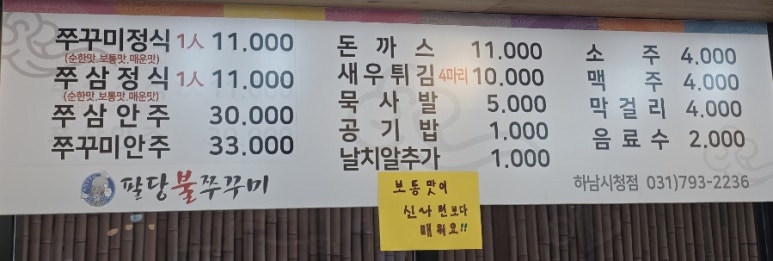 쭈꾸미정식 1人 11.000
(순한맛.보통맛.매운맛)
쭈삼정식 1人 11.000
(순한맛.보통맛.매운맛)
쭈삼안주 30.000
쭈꾸미안주 33.000
팔당불쭈꾸미
돈까스 11.000
새우튀김 4마리 10.000
묵사발 5.000
공기밥 1.000
날치알추가 1.000
소주 4.000
맥주 4.000
막걸리 4.000
음료수 2.000
하남시청점 031)793-2236
보통맛이
신라면보다
매워요!!